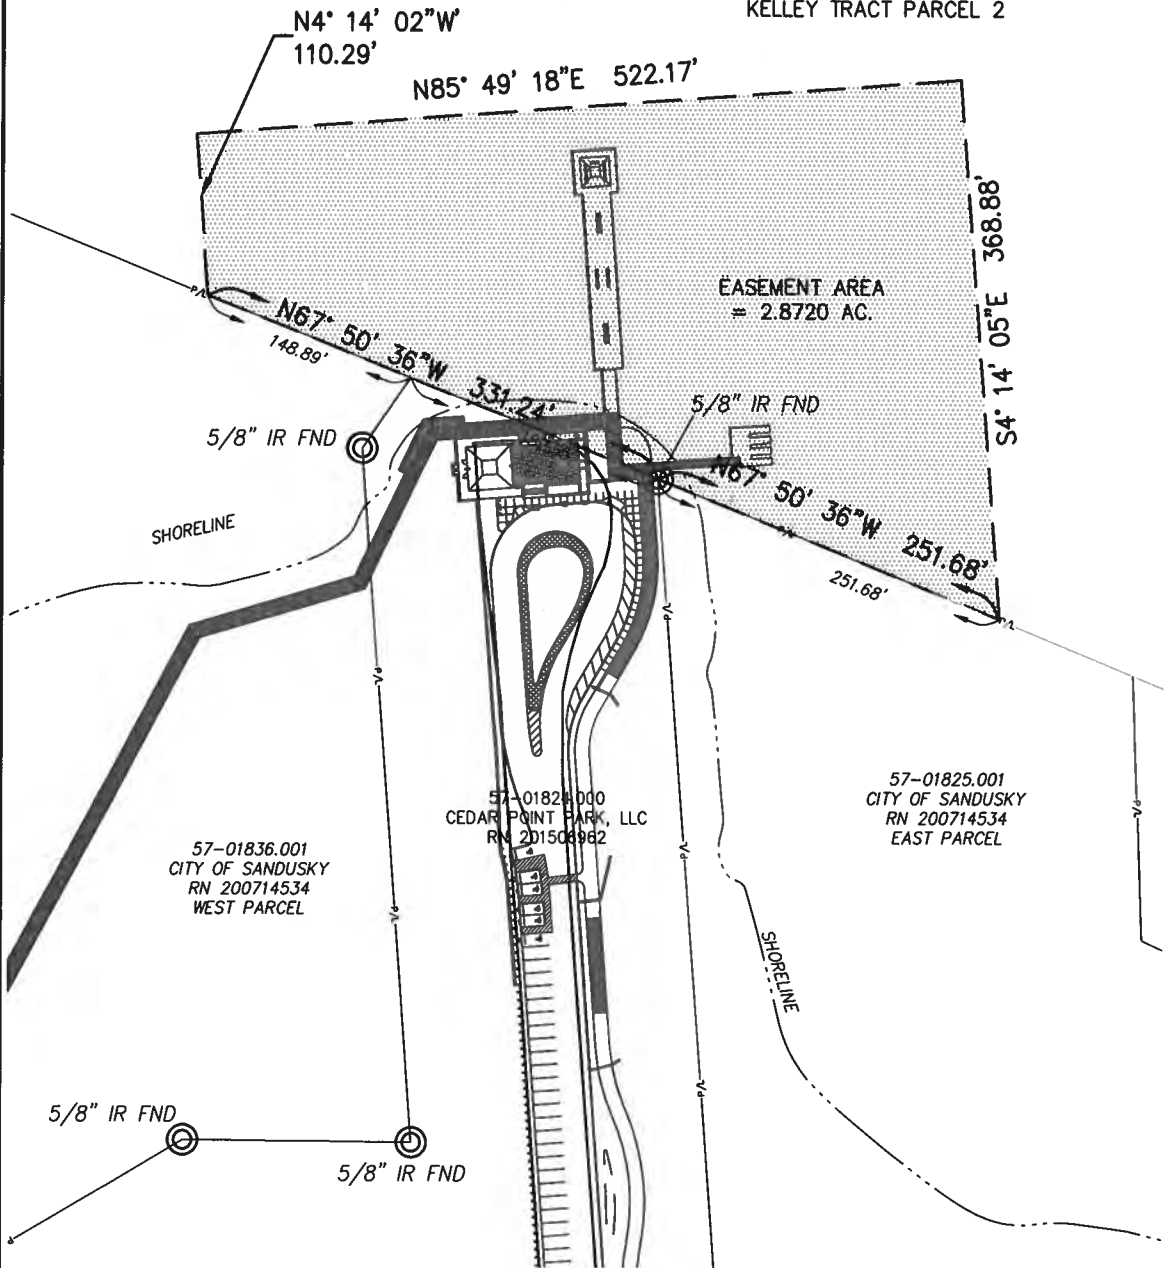 KELLEY TRACT PARCEL 2
N4° 14' 02"W'
110.29'
N85° 49' 18"E 522.17'
S4° 14' 05"E 368.88'
EASEMENT AREA
= 2.8720 AC.
P/L
N67° 50' 36"W 331.24'
148.89'
5/8" IR FND
5/8" IR FND
N67° 50' 36"W 251.68'
P/L
251.68'
P/L
SHORELINE
P/L
P/L
57-01824.000
CEDAR POINT PARK, LLC
RN 201506962
57-01825.001
CITY OF SANDUSKY
RN 200714534
EAST PARCEL
P/L
57-01836.001
CITY OF SANDUSKY
RN 200714534
WEST PARCEL
P/L
P/L
SHORELINE
P/L
5/8" IR FND
5/8" IR FND